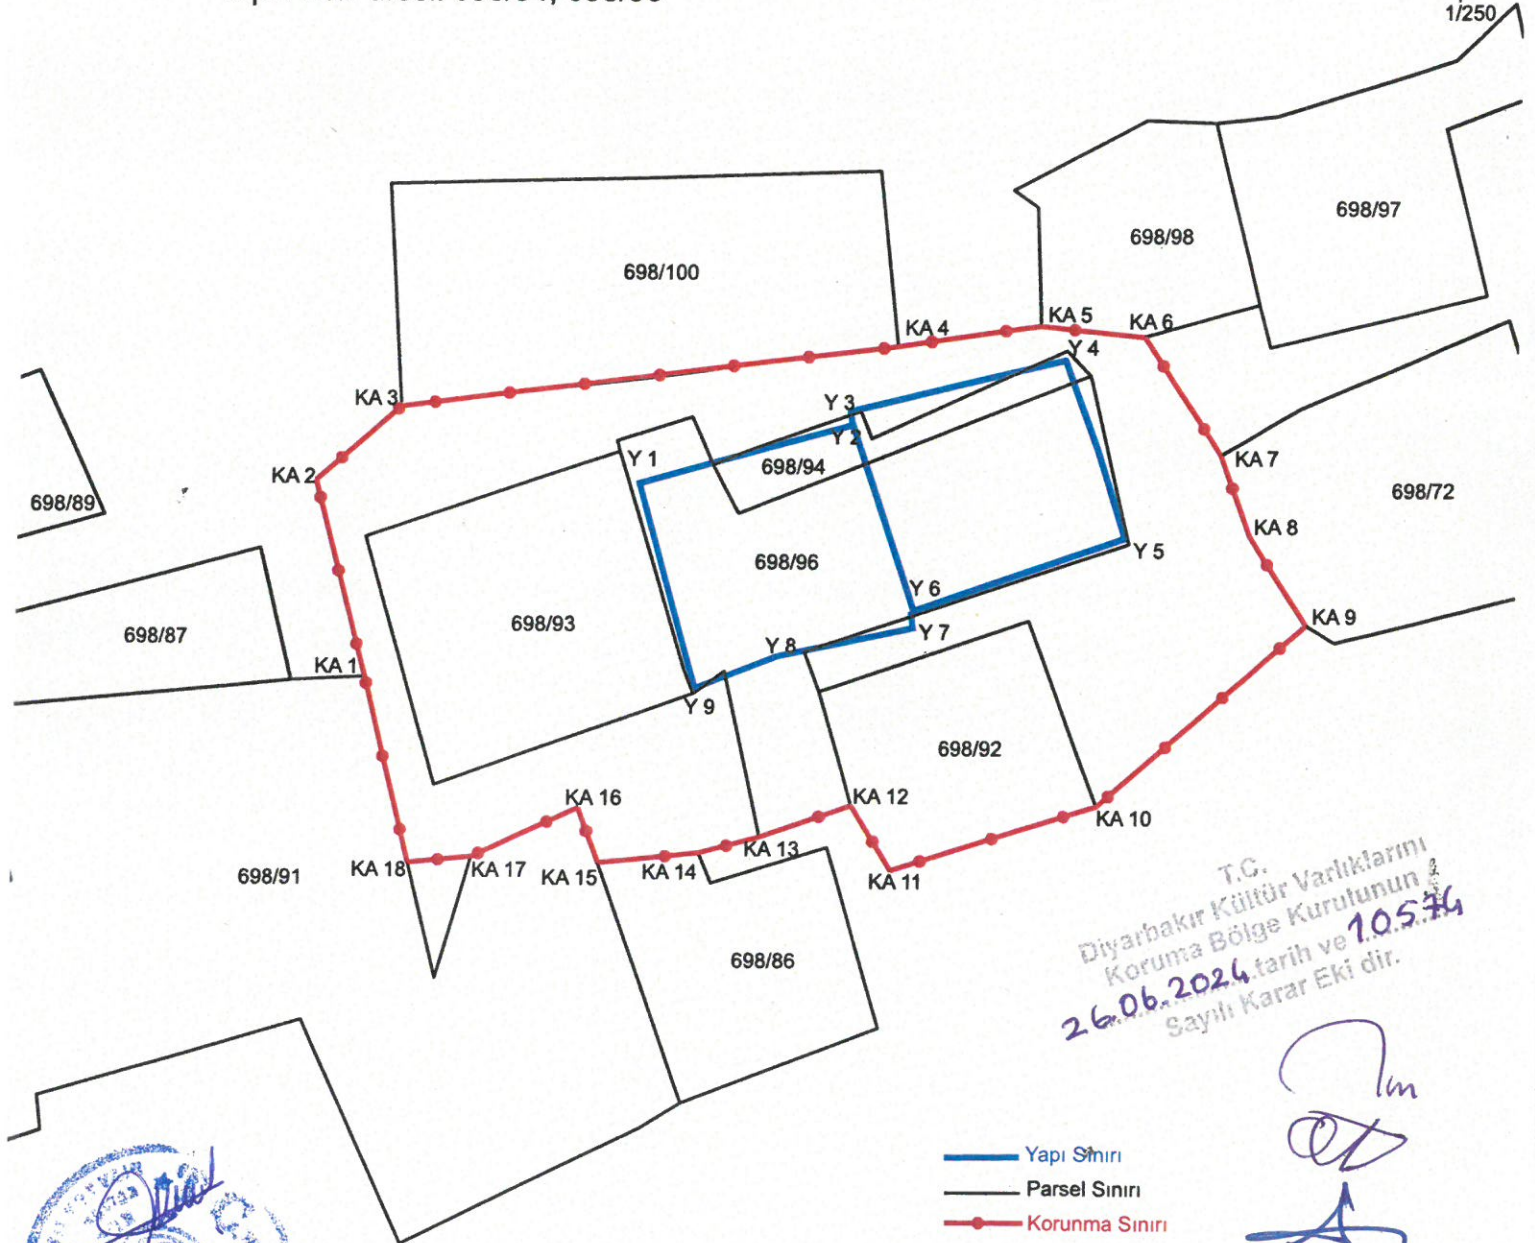 1/250
698/97
698/98
698/100
KA 4
KA 5
KA 6
Y 4
KA 3
Y 3
Y 2
Y 1
KA 7
698/94
KA 2
698/89
698/72
KA 8
Y 5
698/96
Y 6
KA 9
698/93
Y 7
698/87
Y 8
KA 1
Y 9
698/92
KA 16
KA 12
KA 10
KA 13
KA 18
KA 17
KA 15
KA 14
KA 11
698/91
698/86
T.C.
Diyarbakır Kültür Varlıklarını
Koruma Bölge Kurulunun
26.06.2024 tarih ve 10574
Sayılı Karar Eki dir.
Yapı Sınırı
Parsel Sınırı
Korunma Sınırı